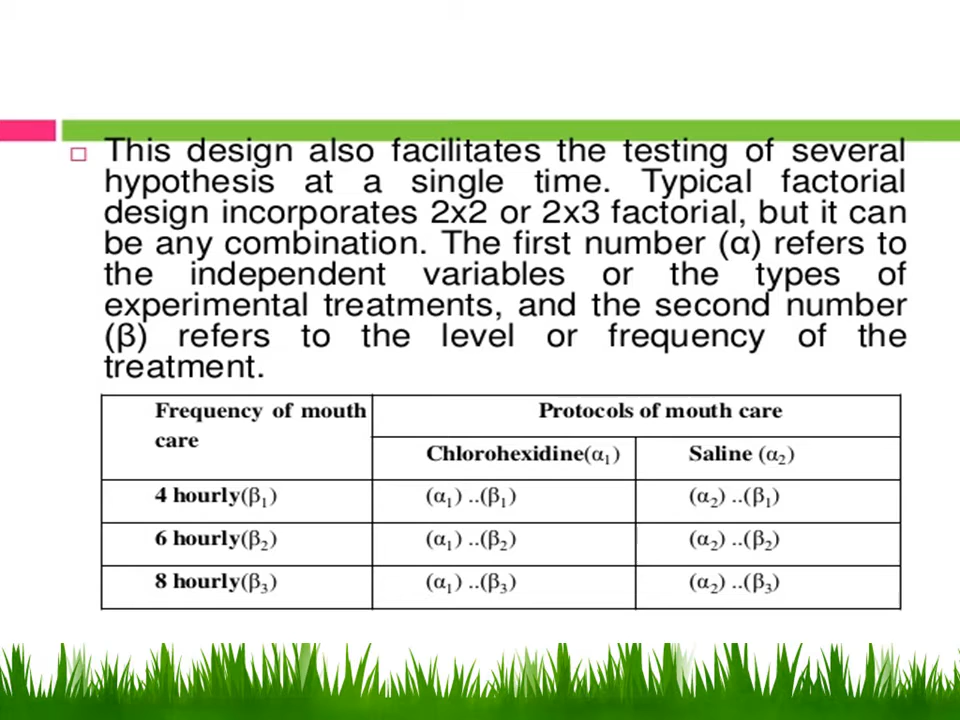 This design also facilitates the testing of several
hypothesis at a single time. Typical factorial
design incorporates 2x2 or 2x3 factorial, but it can
be any combination. The first number (α) refers to
the independent variables or the types of
experimental treatments, and the second number
(β) refers to the level or frequency of the
treatment.
Frequency of mouth care
Protocols of mouth care
Chlorohexidine(α₁) Saline (α₂)
4 hourly(β₁) (α₁) ..(β₁) (α₂) ..(β₁)
6 hourly(β₂) (α₁) ..(β₂) (α₂) ..(β₂)
8 hourly(β₃) (α₁) ..(β₃) (α₂) ..(β₃)